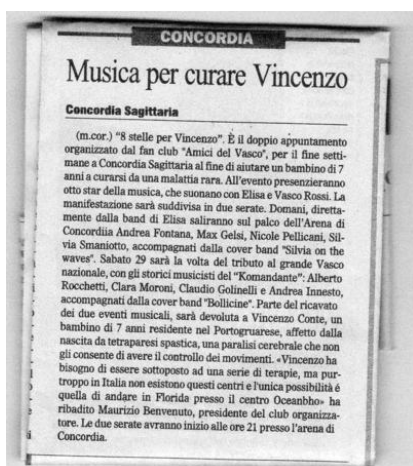 CONCORDIA
Musica per curare Vincenzo
Concordia Sagittaria
(m.cor.) "8 stelle per Vincenzo". È il doppio appuntamento
organizzato dal fan club "Amici del Vasco", per il fine setti-
mane a Concordia Sagittaria al fine di aiutare un bambino di 7
anni a curarsi da una malattia rara. All'evento presenzieranno
otto star della musica, che suonano con Elisa e Vasco Rossi. La
manifestazione sarà suddivisa in due serate. Domani, diretta-
mente dalla band di Elisa saliranno sul palco dell'Arena di
Concordiia Andrea Fontana, Max Gelsi, Nicole Pellicani, Sil-
via Smaniotto, accompagnati dalla cover band "Silvia on the
waves". Sabato 29 sarà la volta del tributo al grande Vasco
nazionale, con gli storici musicisti del "Komandante": Alberto
Rocchetti, Clara Moroni, Claudio Golinelli e Andrea Innesto,
accompagnati dalla cover band "Bollicine". Parte del ricavato
dei due eventi musicali, sarà devoluta a Vincenzo Conte, un
bambino di 7 anni residente nel Portogruarese, affetto dalla
nascita da tetraparesi spastica, una paralisi cerebrale che non
gli consente di avere il controllo dei movimenti. «Vincenzo ha
bisogno di essere sottoposto ad una serie di terapie, ma pur-
troppo in Italia non esistono questi centri e l'unica possibilità é
quella di andare in Florida presso il centro Oceanbho» ha
ribadito Maurizio Benvenuto, presidente del club organizza-
tore. Le due serate avranno inizio alle ore 21 presso l'arena di
Concordia.